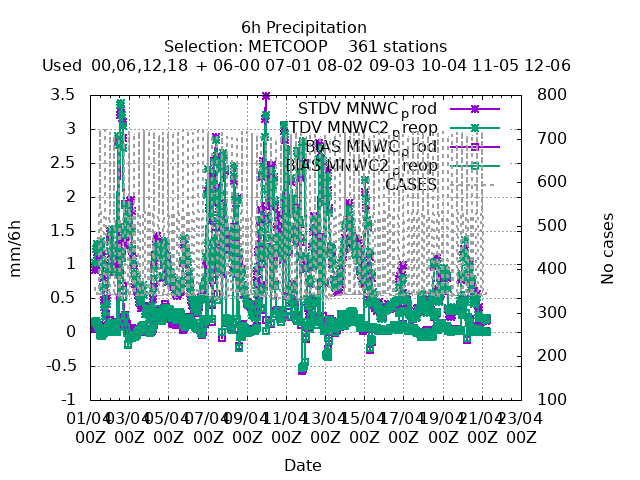 6h Precipitation
Selection: METCOOP 361 stations
Used 00,06,12,18 + 06-00 07-01 08-02 09-03 10-04 11-05 12-06
3.5
3
2.5
2
1.5
1
0.5
0
-0.5
-1
mm/6h
800
700
600
500
400
300
200
100
No cases
STDV MNWC_prod
STDV MNWC2_preop
BIAS MNWC_prod
BIAS MNWC2_preop
CASES
01/04 03/04 05/04 07/04 09/04 11/04 13/04 15/04 17/04 19/04 21/04 23/04
00Z 00Z 00Z 00Z 00Z 00Z 00Z 00Z 00Z 00Z 00Z 00Z
Date